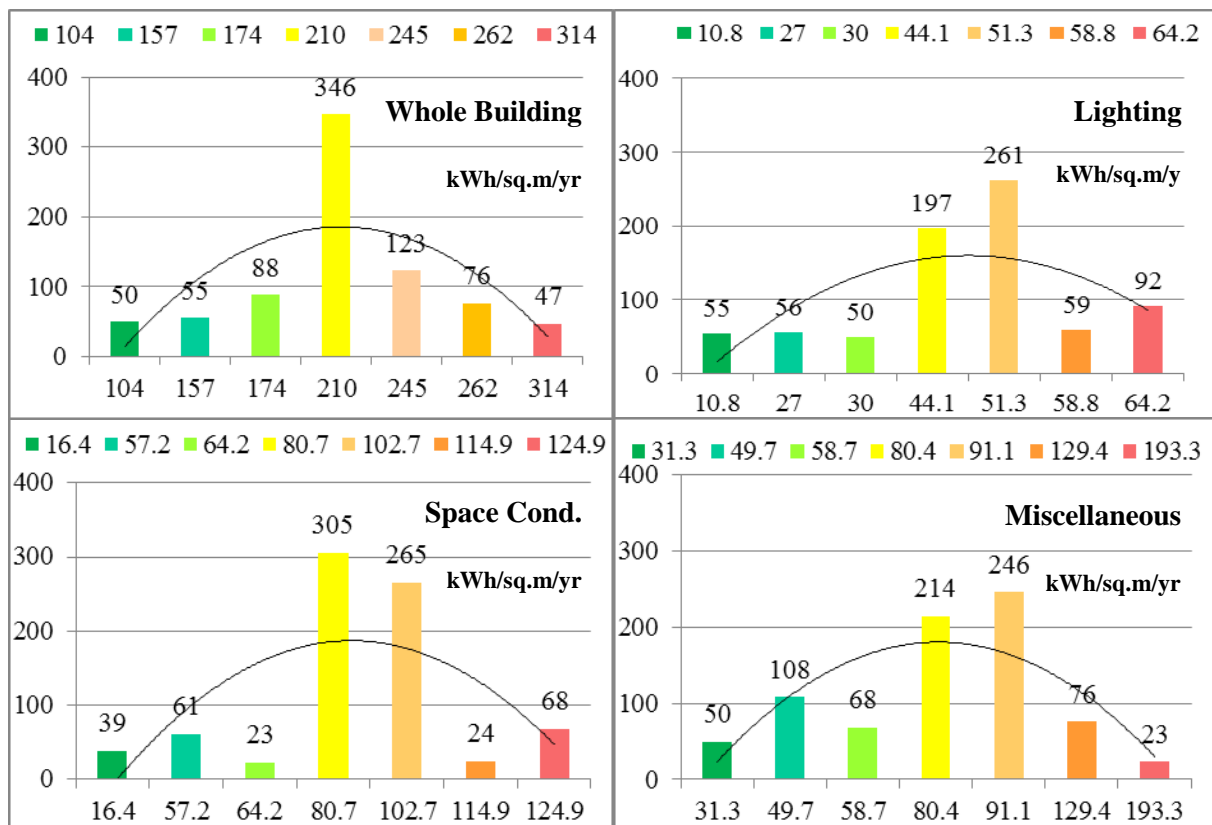 104 157 174 210 245 262 314
400
300
200
100
0
Whole Building
kWh/sq.m/yr
50 55 88 346 123 76 47
104 157 174 210 245 262 314
10.8 27 30 44.1 51.3 58.8 64.2
400
300
200
100
0
Lighting
kWh/sq.m/y
55 56 50 197 261 59 92
10.8 27 30 44.1 51.3 58.8 64.2
16.4 57.2 64.2 80.7 102.7 114.9 124.9
400
300
200
100
0
Space Cond.
kWh/sq.m/yr
39 61 23 305 265 24 68
16.4 57.2 64.2 80.7 102.7 114.9 124.9
31.3 49.7 58.7 80.4 91.1 129.4 193.3
400
300
200
100
0
Miscellaneous
kWh/sq.m/yr
50 108 68 214 246 76 23
31.3 49.7 58.7 80.4 91.1 129.4 193.3